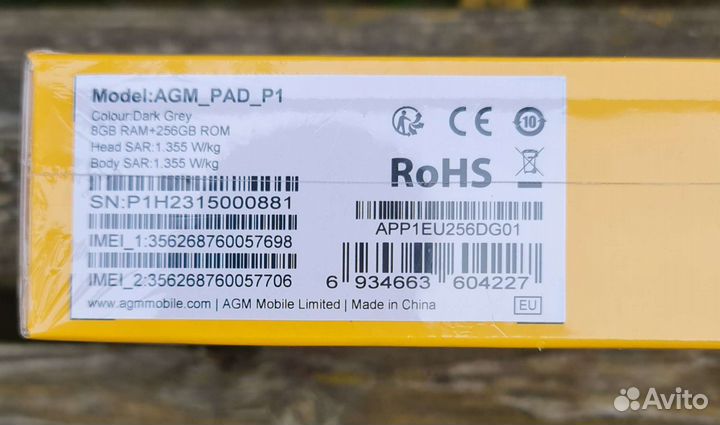 Model:AGM_PAD_P1
Colour:Dark Grey
8GB RAM+256GB ROM
Head SAR:1.355 W/kg
Body SAR:1.355 W/kg
SN:P1H2315000881
IMEI_1:356268760057698
IMEI_2:356268760057706
www.agmmobile.com | AGM Mobile Limited | Made in China
CE
10
RoHS
APP1EU256DG01
6 934663 604227
EU
Avito